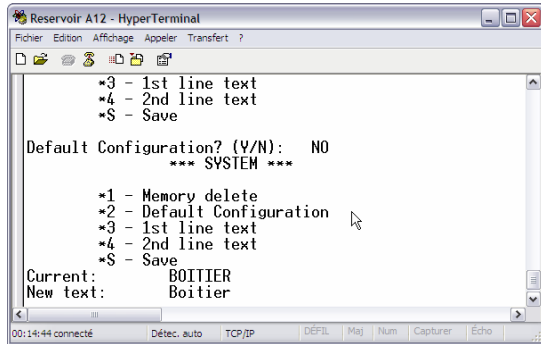 Reservoir A12 - HyperTerminal
Fichier Edition Affichage Appeler Transfert ?
*3 - 1st line text
*4 - 2nd line text
*S - Save
Default Configuration? (Y/N): NO
*** SYSTEM ***
*1 - Memory delete
*2 - Default Configuration
*3 - 1st line text
*4 - 2nd line text
*S - Save
Current: BOITIER
New text: Boitier
00:14:44 connecté Détec. auto TCP/IP DÉFIL Maj Num Capturer Écho